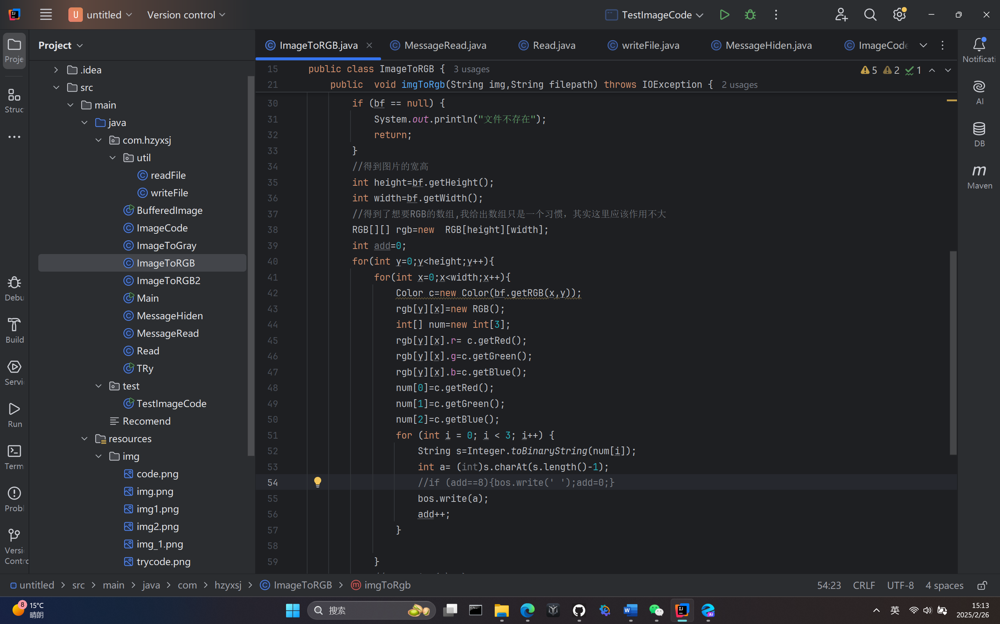 U untitled Version control TestImageCode
Project
ImageToRGB.java MessageRead.java Read.java writeFile.java MessageHiden.java ImageCode
Proje
Struc
Debu
Build
Servi
Run
Term
Probl
Versi
Contro
.idea
src
main
java
com.hzyxsj
util
readFile
writeFile
BufferedImage
ImageCode
ImageToGray
ImageToRGB
ImageToRGB2
Main
MessageHiden
MessageRead
Read
TRy
test
TestImageCode
Recomend
resources
img
code.png
img.png
img1.png
img2.png
img_1.png
trycode.png
15 public class ImageToRGB { 3 usages
5 2 1
21 public  void imgToRgb(String img,String filepath) throws IOException { 2 usages
30 if (bf == null) {
31 System.out.println("文件不存在");
32 return;
33 }
34 //得到图片的宽高
35 int height=bf.getHeight();
36 int width=bf.getWidth();
37 //得到了想要RGB的数组,我给出数组只是一个习惯，其实这里应该作用不大
38 RGB[][] rgb=new  RGB[height][width];
39 int add=0;
40 for(int y=0;y<height;y++){
41 for(int x=0;x<width;x++){
42 Color c=new Color(bf.getRGB(x,y));
43 rgb[y][x]=new RGB();
44 int[] num=new int[3];
45 rgb[y][x].r= c.getRed();
46 rgb[y][x].g=c.getGreen();
47 rgb[y][x].b=c.getBlue();
48 num[0]=c.getRed();
49 num[1]=c.getGreen();
50 num[2]=c.getBlue();
51 for (int i = 0; i < 3; i++) {
52 String s=Integer.toBinaryString(num[i]);
53 int a= (int)s.charAt(s.length()-1);
54 //if (add==8){bos.write(' ');add=0;}
55 bos.write(a);
56 add++;
57 }
58
59 }
Notificati
AI
DB
m
Maven
untitled > src > main > java > com > hzyxsj > ImageToRGB > imgToRgb
54:23 CRLF UTF-8 4 spaces
8 15°C
晴朗
搜索
英
15:13
2025/2/26